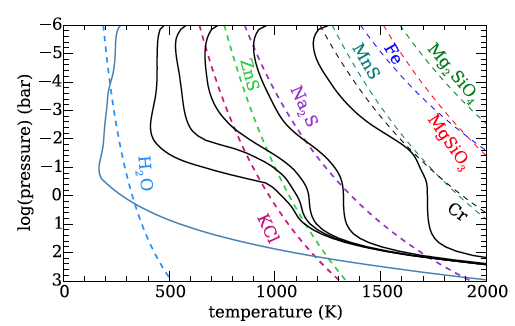 −6
−5
−4
−3
−2
−1
0
1
2
3
log(pressure) (bar)
H₂O
KCl
ZnS
Na₂S
MnS
Fe
Mg₂SiO₄
MgSiO₃
Cr
0 500 1000 1500 2000
temperature (K)